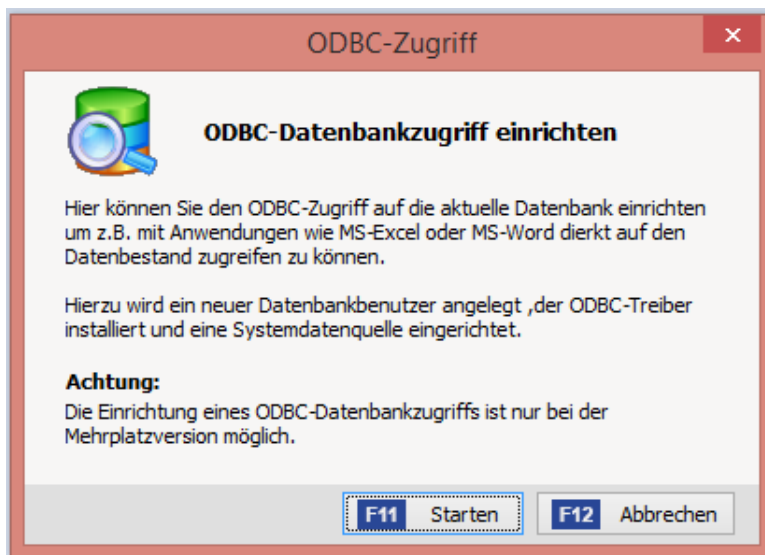 ODBC-Zugriff
ODBC-Datenbankzugriff einrichten
Hier können Sie den ODBC-Zugriff auf die aktuelle Datenbank einrichten
um z.B. mit Anwendungen wie MS-Excel oder MS-Word dierkt auf den
Datenbestand zugreifen zu können.
Hierzu wird ein neuer Datenbankbenutzer angelegt ,der ODBC-Treiber
installiert und eine Systemdatenquelle eingerichtet.
Achtung:
Die Einrichtung eines ODBC-Datenbankzugriffs ist nur bei der
Mehrplatzversion möglich.
F11 Starten F12 Abbrechen